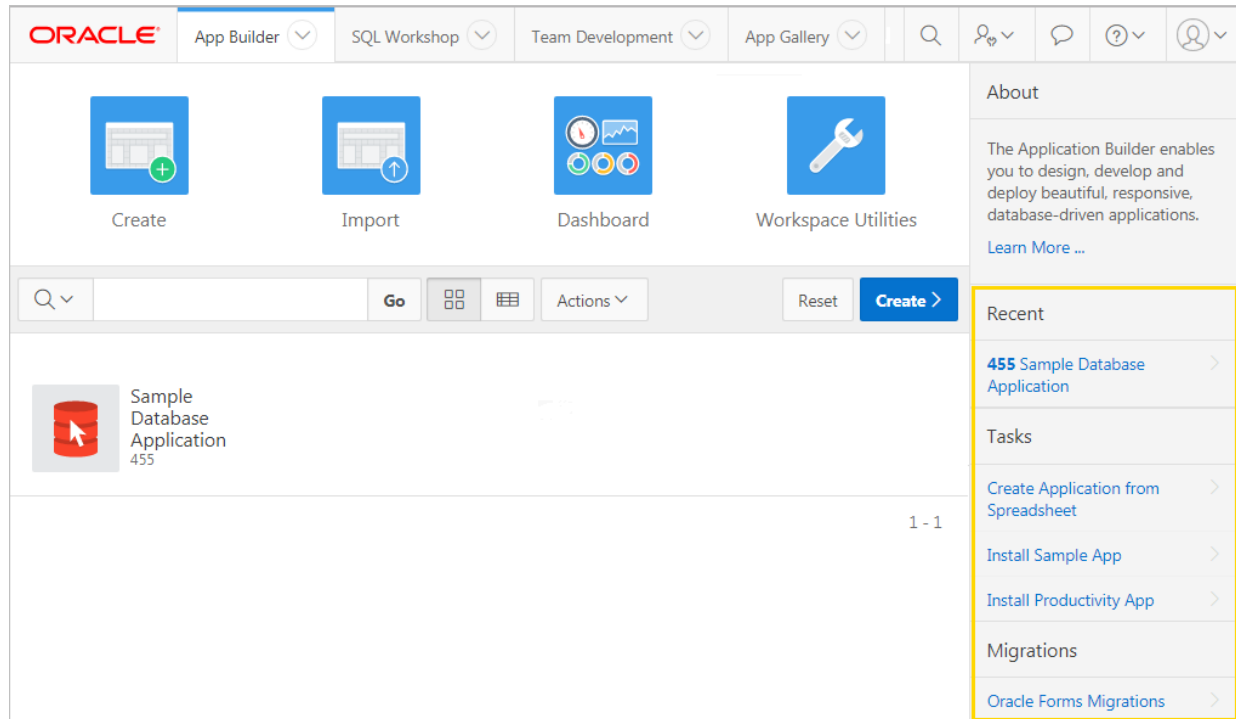 ORACLE® App Builder SQL Workshop Team Development App Gallery
Create Import Dashboard Workspace Utilities
Go Actions Reset Create
Sample
Database
Application
455
1 - 1
About
The Application Builder enables
you to design, develop and
deploy beautiful, responsive,
database-driven applications.
Learn More ...
Recent
455 Sample Database
Application
Tasks
Create Application from
Spreadsheet
Install Sample App
Install Productivity App
Migrations
Oracle Forms Migrations